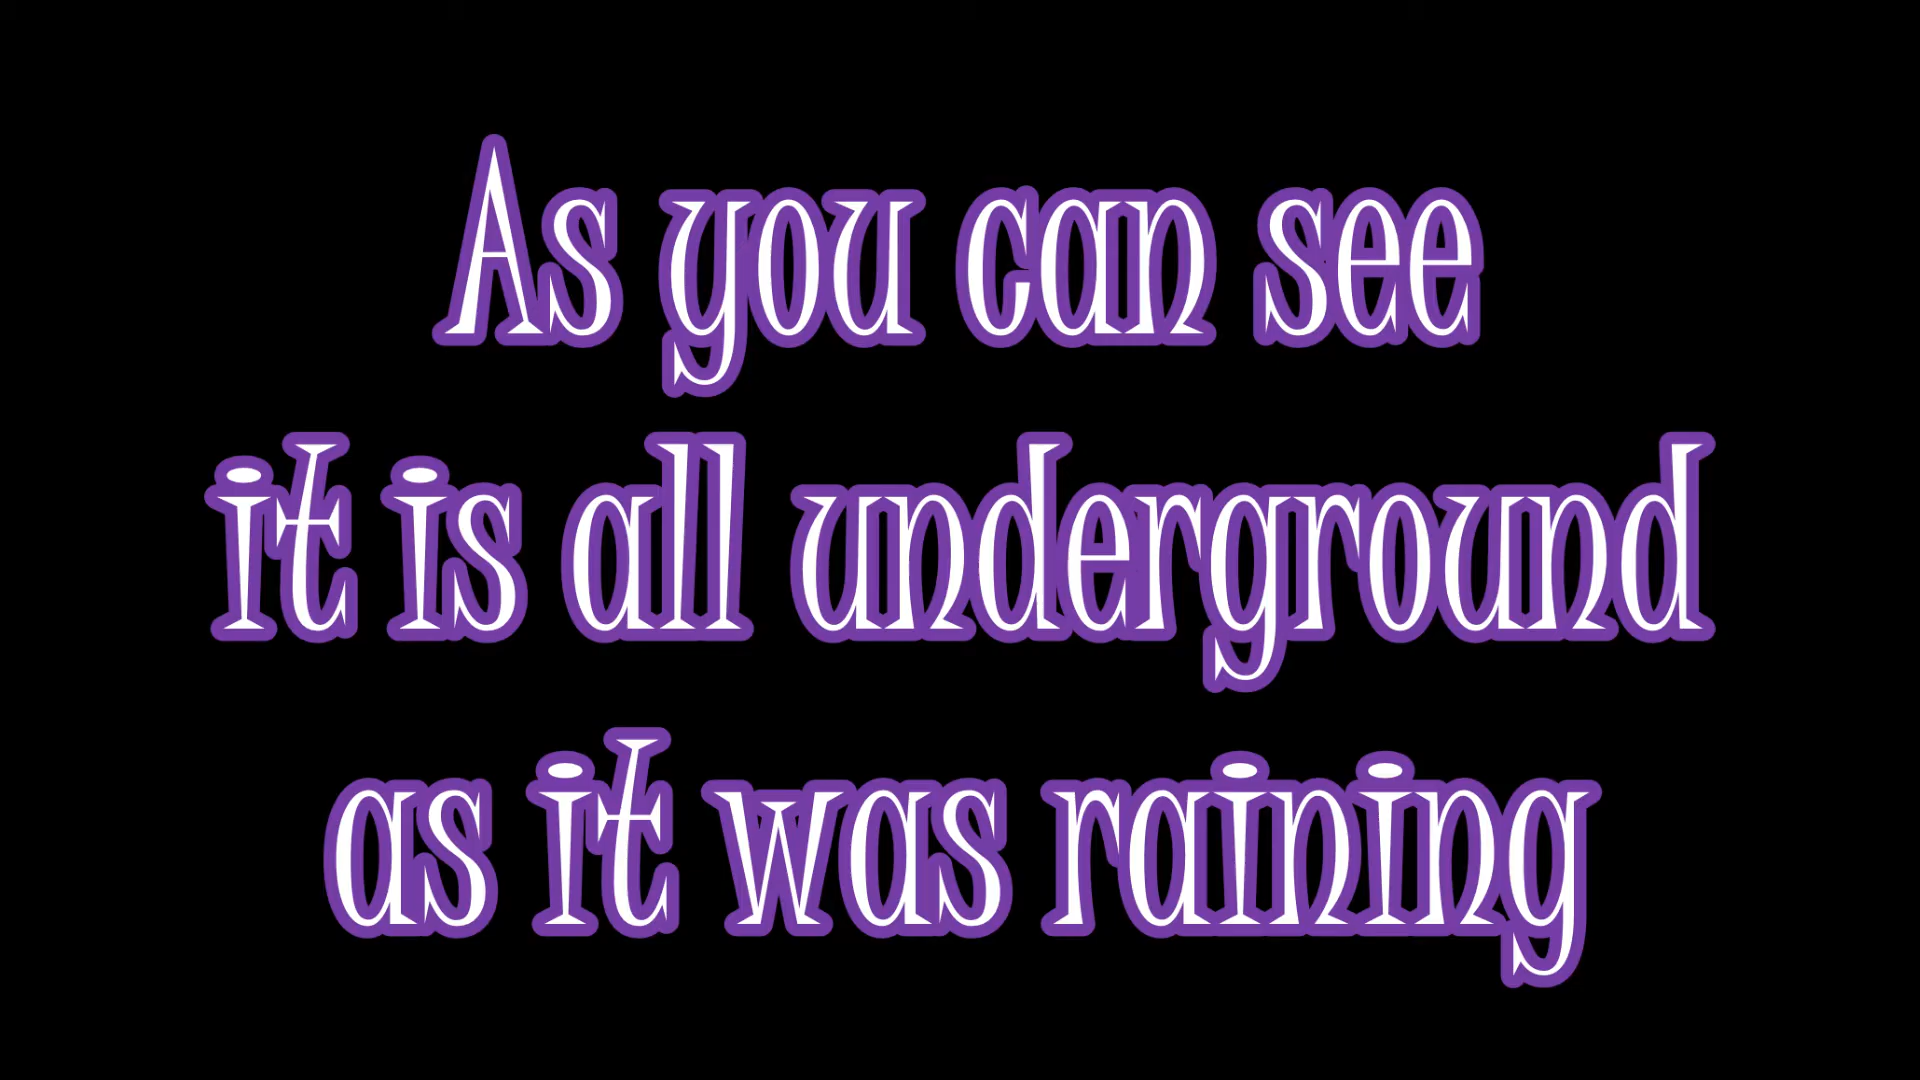 As you can see
it is all underground
as it was raining